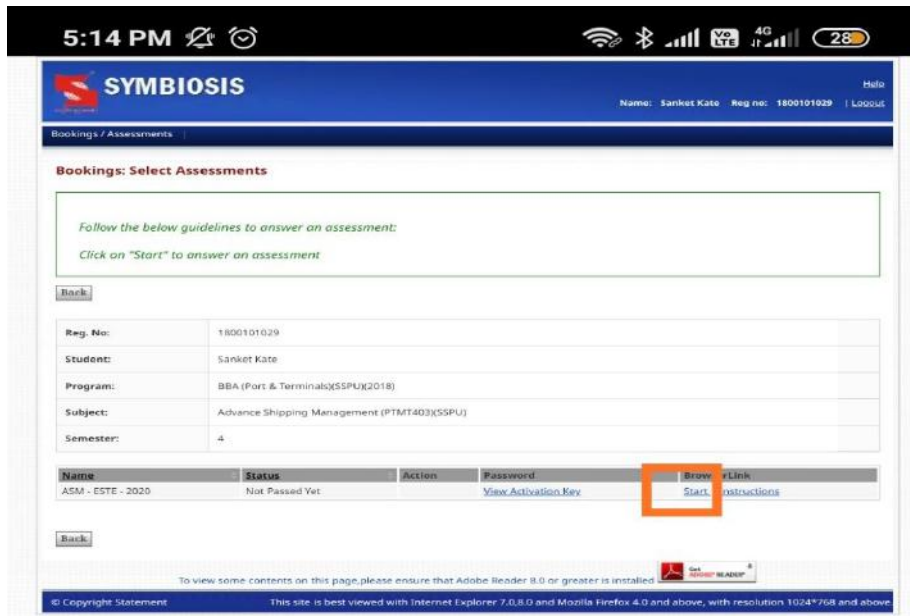 5:14 PM 4G Vo LTE 28
SYMBIOSIS
Help
Name: Sanket Kate Reg no: 1800101029 | Logout
Bookings / Assessments |
Bookings: Select Assessments
Follow the below guidelines to answer an assessment:
Click on "Start" to answer an assessment
Back
Reg. No: 1800101029
Student: Sanket Kate
Program: BBA (Port & Terminals)(SSPU)(2018)
Subject: Advance Shipping Management (PTMT403)(SSPU)
Semester: 4
Name Status Action Password
ASM - ESTE - 2020 Not Passed Yet View Activation Key Start
Back
To view some contents on this page,please ensure that Adobe Reader 8.0 or greater is installed Get ADOBE® READER®
© Copyright Statement This site is best viewed with Internet Explorer 7.0,8.0 and Mozilla Firefox 4.0 and above, with resolution 1024*768 and above